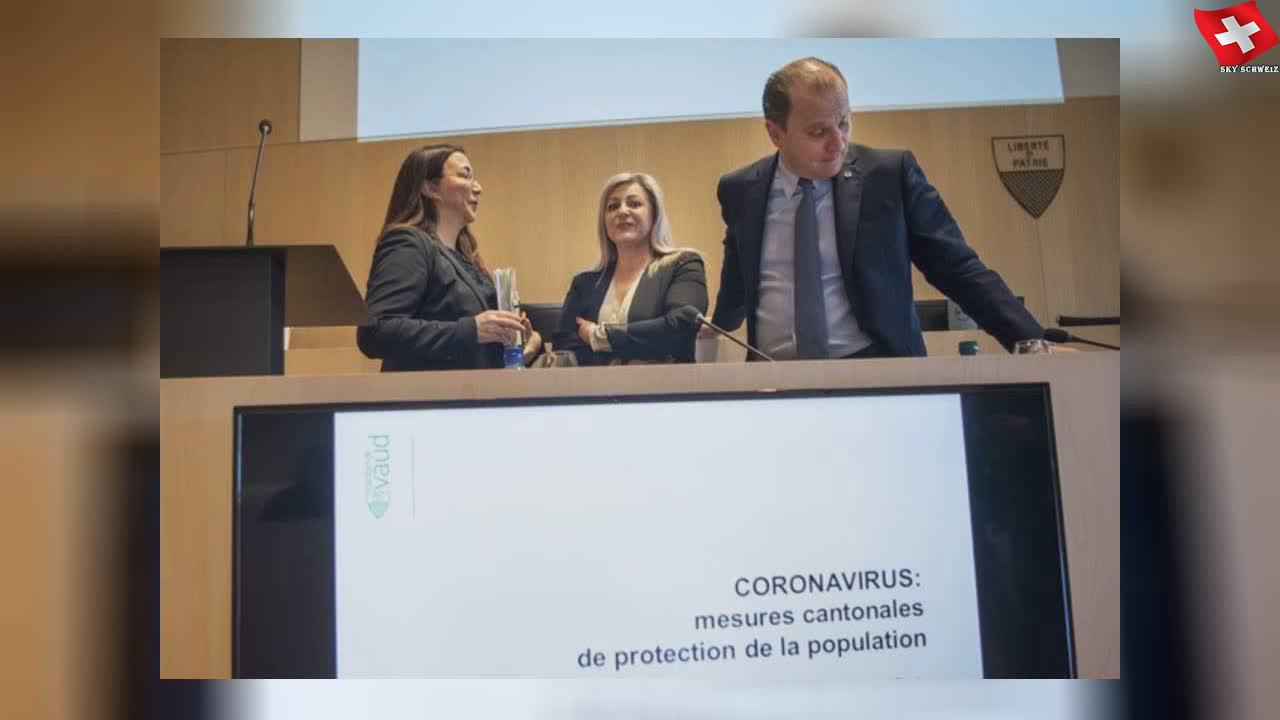 SKY SCHWEIZ
LIBERTÉ
ET
PATRIE
vaud
CORONAVIRUS:
mesures cantonales
de protection de la population